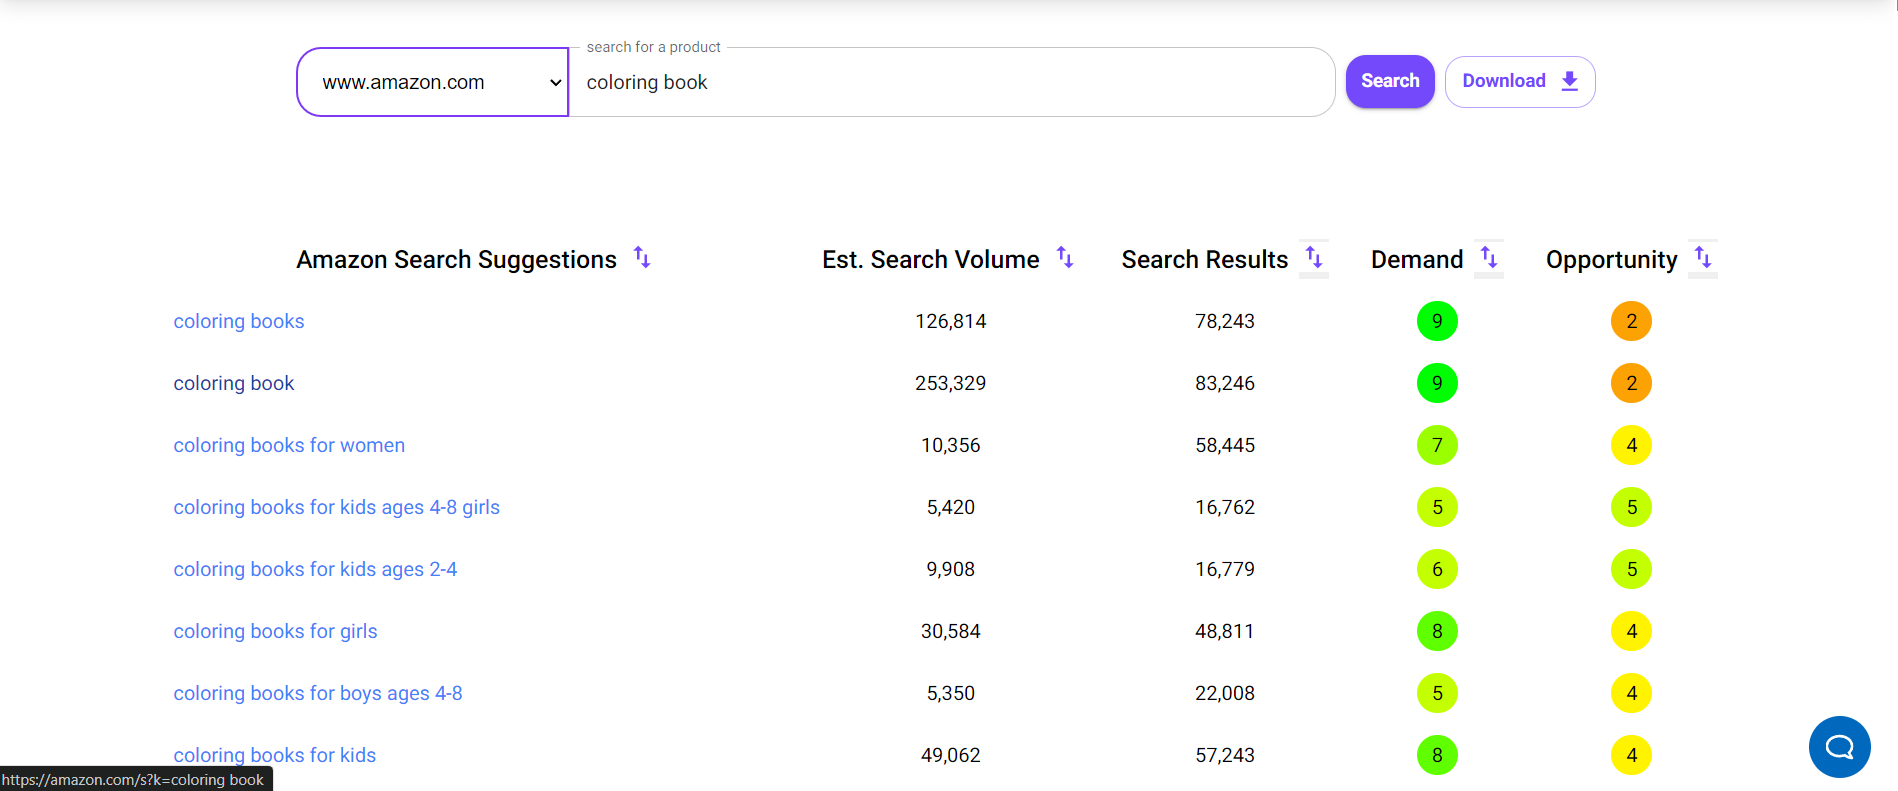 search for a product
www.amazon.com coloring book Search Download
Amazon Search Suggestions Est. Search Volume Search Results Demand Opportunity
coloring books 126,814 78,243 9 2
coloring book 253,329 83,246 9 2
coloring books for women 10,356 58,445 7 4
coloring books for kids ages 4-8 girls 5,420 16,762 5 5
coloring books for kids ages 2-4 9,908 16,779 6 5
coloring books for girls 30,584 48,811 8 4
coloring books for boys ages 4-8 5,350 22,008 5 4
coloring books for kids 49,062 57,243 8 4
https://amazon.com/s?k=coloring book